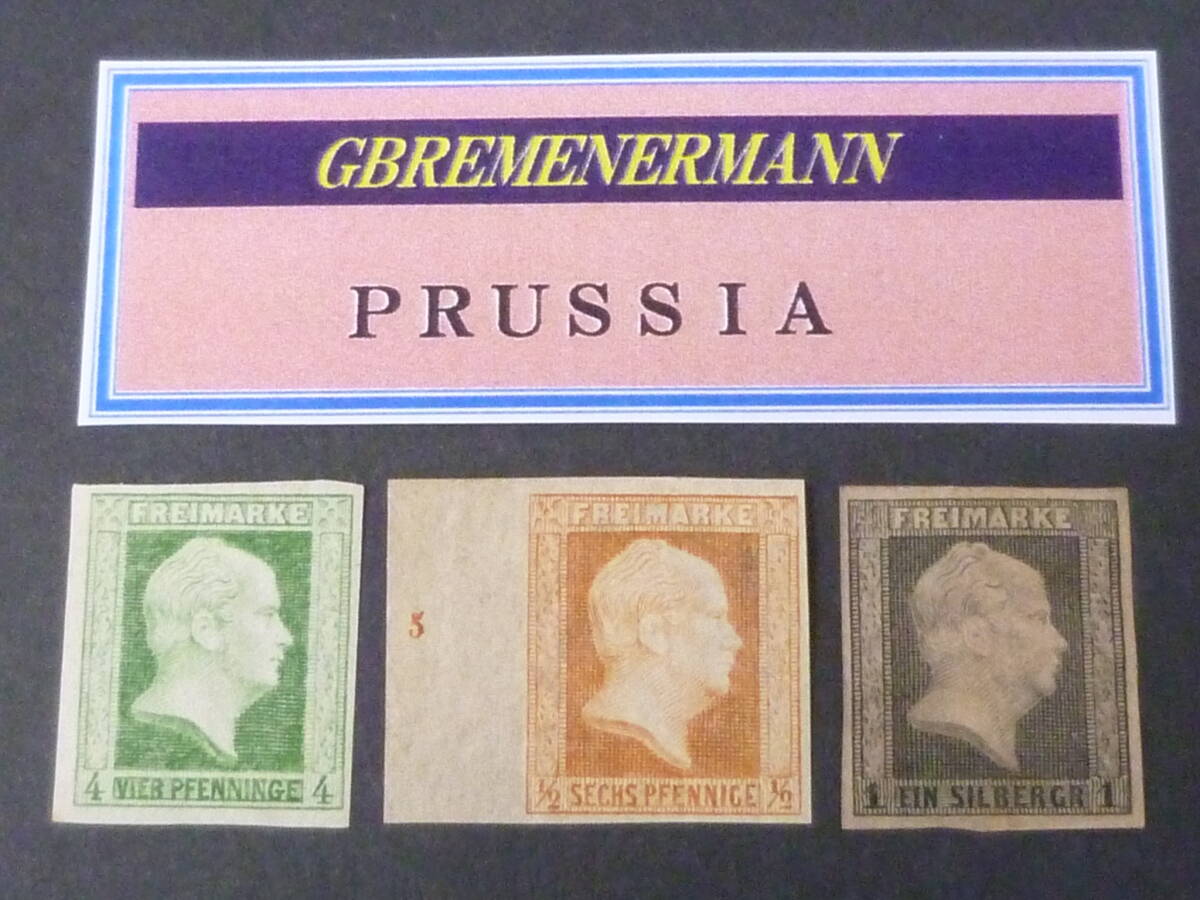 GBREMENERMANN
PRUSSIA
FREIMARKE
4 VIER PFENNINGE 4
5
FREIMARKE
½ SECHS PFENNIGE ½
FREIMARKE
1 EIN SILBERGR 1